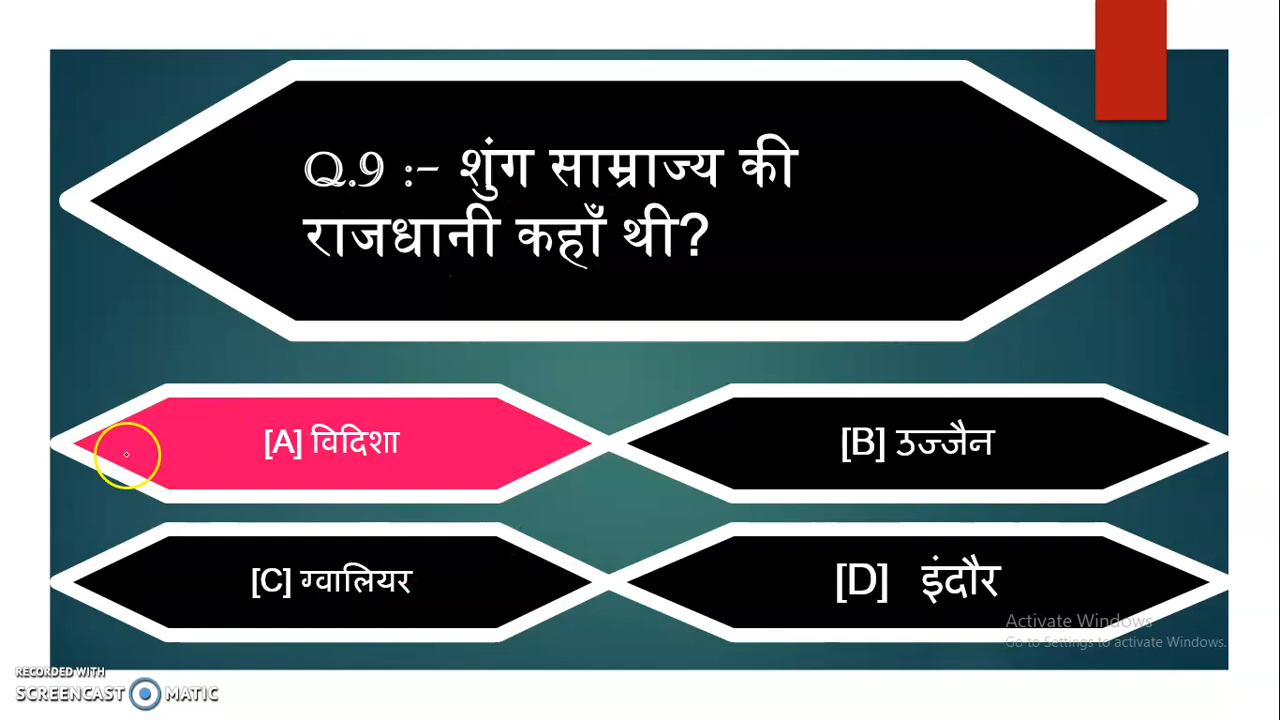 Q.9 :- शुंग साम्राज्य की
राजधानी कहाँ थी?
[A] विदिशा
[B] उज्जैन
[C] ग्वालियर
[D] इंदौर
Activate Windows
Go to Settings to activate Windows.
RECORDED WITH
SCREENCAST MATIC